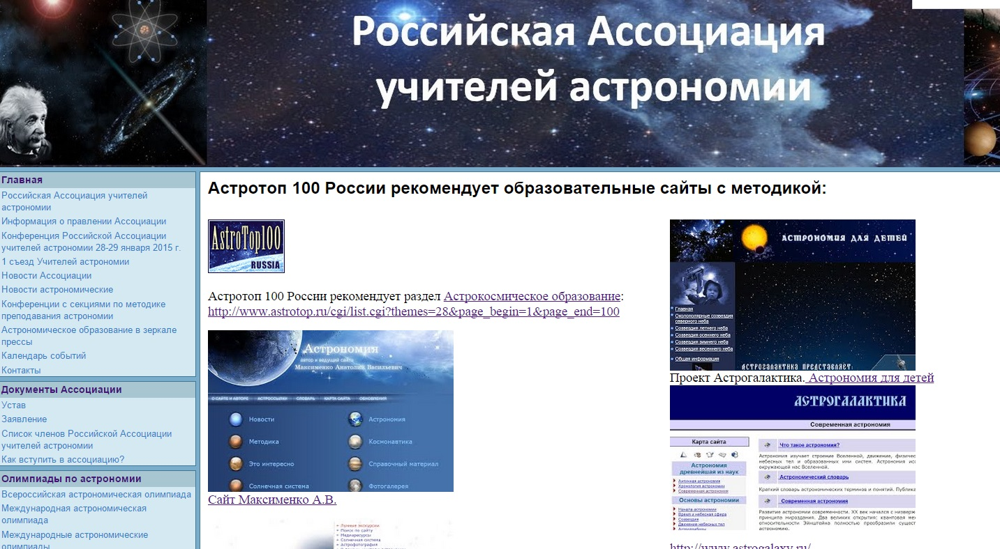 Российская Ассоциация
учителей астрономии
Главная
Российская Ассоциация учителей
астрономии
Информация о правлении Ассоциации
Конференция Российской Ассоциации
учителей астрономии 28-29 января 2015 г.
1 съезд Учителей астрономии
Новости Ассоциации
Новости астрономические
Конференции с секциями по методике
преподавания астрономии
Астрономическое образование в зеркале
прессы
Календарь событий
Контакты
Документы Ассоциации
Устав
Заявление
Список членов Российской Ассоциации
учителей астрономии
Как вступить в ассоциацию?
Олимпиады по астрономии
Всероссийская астрономическая олимпиада
Международная астрономическая
олимпиада
Международные астрономические
олимпиады
Астротоп 100 России рекомендует образовательные сайты с методикой:
AstroTop100
RUSSIA
Астротоп 100 России рекомендует раздел Астрокосмическое образование:
http://www.astrotop.ru/cgi/list.cgi?themes=28&page_begin=1&page_end=100
Астрономия
автор и ведущий сайта
Максименко Анатолий Васильевич
О САЙТЕ И АВТОРЕ АСТРОССЫЛКИ СЛОВАРЬ КАРТА САЙТА ОБНОВЛЕНИЯ
Новости Астрономия
Методика Космонавтика
Это интересно Справочный материал
Солнечная система Фотогалерея
Сайт Максименко А.В.
Лунные экскурсии
Поиск по сайту
Медиаресурсы
Солнечная система
Астрофотография
АСТРОНОМИЯ ДЛЯ ДЕТЕЙ
Главная
Околополярные созвездия
северного неба
Созвездия летнего неба
Созвездия осеннего неба
Созвездия зимнего неба
Созвездия весеннего неба
Общая информация
АСТРОГАЛАКТИКА ПРЕДСТАВЛЯЕТ:
Проект Астрогалактика. Астрономия для детей
АСТРОГАЛАКТИКА
Современная астрономия
Карта сайта
Астрономия
древнейшая из наук
Античная астрономия
Хронология астрономии
Современная астрономия
Основы астрономии
Начала астрономии
Время и небесная сфера
Созвездия
Движение небесных тел
Что такое астрономия?
Астрономия изучает строение Вселенной, движение, физичес
небесных тел и образованных ими систем. Астрономия ис
окружающей нас Вселенной.
Астрономический словарь
Краткий словарь астрономических терминов и понятий. Публика
Современная астрономия
Развитие астрономии современности. XX век начался с низверж
принципа мироздания. Два великих открытия: квантовая мех
относительности Эйнштейна полностью преобразили сущест
астрономию.
http://www.astrogalaxy.ru/